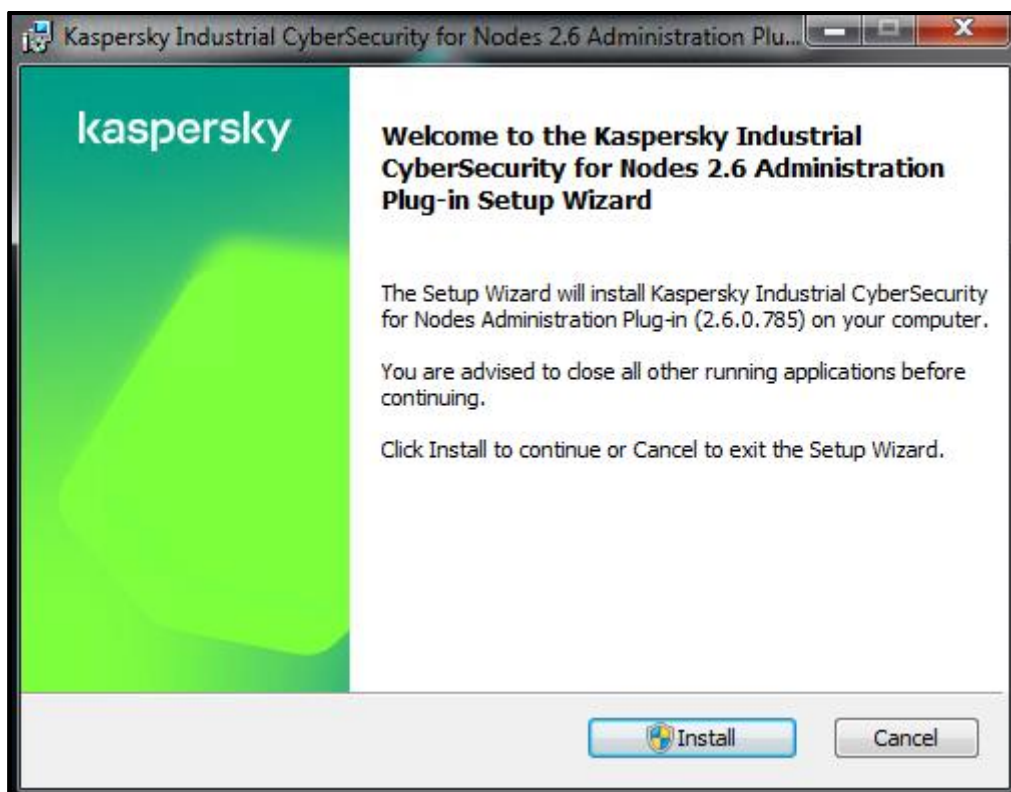 Kaspersky Industrial CyberSecurity for Nodes 2.6 Administration Plu...
kaspersky
Welcome to the Kaspersky Industrial
CyberSecurity for Nodes 2.6 Administration
Plug-in Setup Wizard
The Setup Wizard will install Kaspersky Industrial CyberSecurity
for Nodes Administration Plug-in (2.6.0.785) on your computer.
You are advised to close all other running applications before
continuing.
Click Install to continue or Cancel to exit the Setup Wizard.
Install
Cancel